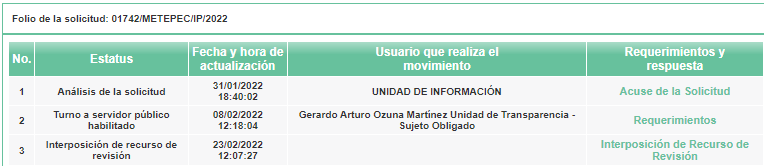 Folio de la solicitud: 01742/METEPEC/IP/2022
No. Estatus Fecha y hora de actualización Usuario que realiza el movimiento Requerimientos y respuesta
1 Análisis de la solicitud 31/01/2022 18:40:02 UNIDAD DE INFORMACIÓN Acuse de la Solicitud
2 Turno a servidor público habilitado 08/02/2022 12:18:04 Gerardo Arturo Ozuna Martínez Unidad de Transparencia - Sujeto Obligado Requerimientos
3 Interposición de recurso de revisión 23/02/2022 12:07:27 Interposición de Recurso de Revisión